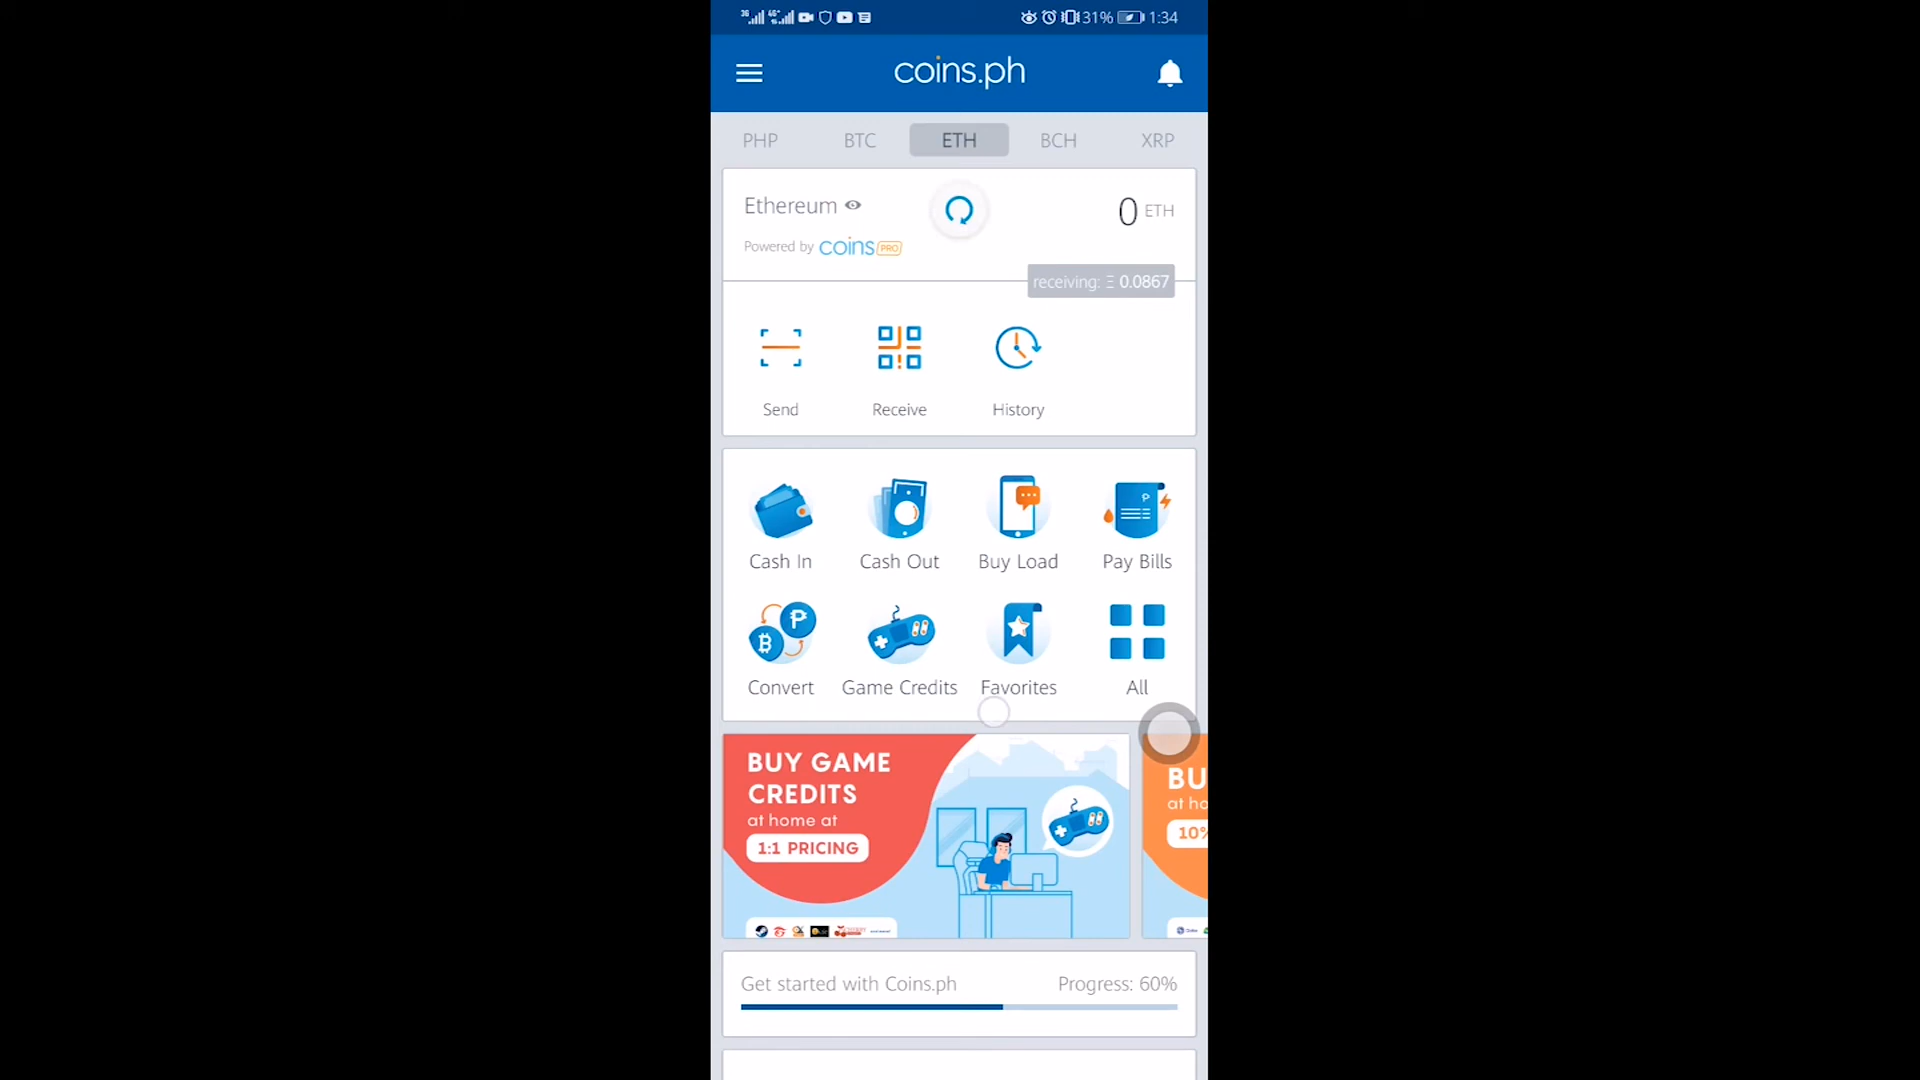 31% 1:34
coins.ph
PHP BTC ETH BCH XRP
Ethereum 0 ETH
Powered by coins PRO
receiving: Ξ 0.0867
Send Receive History
Cash In Cash Out Buy Load Pay Bills
Convert Game Credits Favorites All
BUY GAME
CREDITS
at home at
1:1 PRICING
BU
at ho
10%
Get started with Coins.ph Progress: 60%